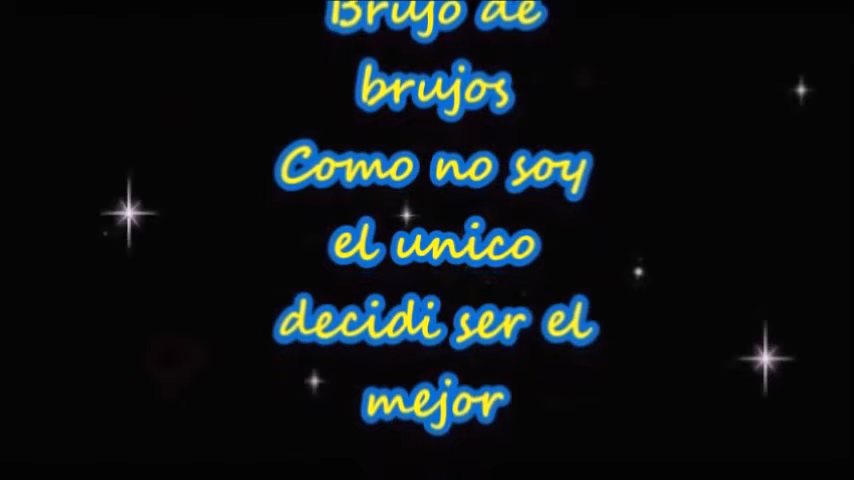 Brujo de
brujos
Como no soy
el unico
decidi ser el
mejor